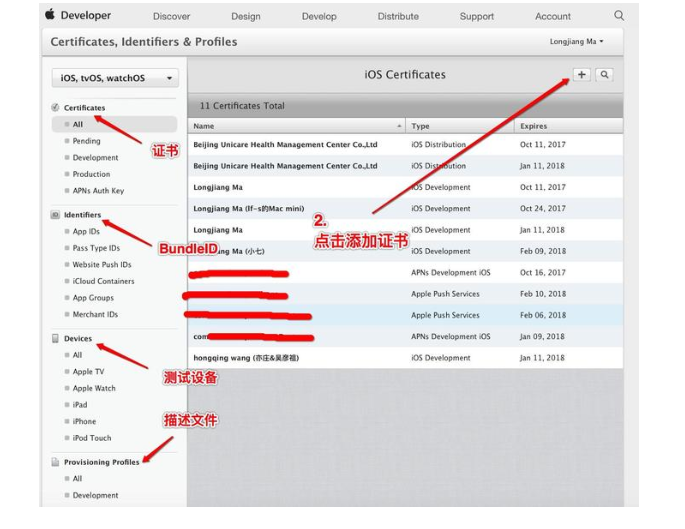 Developer Discover Design Develop Distribute Support Account
Certificates, Identifiers & Profiles Longjiang Ma
iOS, tvOS, watchOS
iOS Certificates
Certificates
All
Pending
Development
Production
APNs Auth Key
Identifiers
App IDs
Pass Type IDs
Website Push IDs
iCloud Containers
App Groups
Merchant IDs
Devices
All
Apple TV
Apple Watch
iPad
iPhone
iPod Touch
Provisioning Profiles
All
Development
证书
BundleID
测试设备
描述文件
11 Certificates Total
Name Type Expires
Beijing Unicare Health Management Center Co.,Ltd iOS Distribution Oct 11, 2017
Beijing Unicare Health Management Center Co.,Ltd iOS Distribution Jan 11, 2018
Longjiang Ma iOS Development Oct 11, 2017
Longjiang Ma (lf-s的Mac mini) iOS Development Oct 24, 2017
Longjiang Ma iOS Development Jan 11, 2018
Ma (小七) iOS Development Feb 09, 2018
APNs Development iOS Oct 16, 2017
Apple Push Services Feb 10, 2018
Apple Push Services Feb 06, 2018
com APNs Development iOS Jan 09, 2018
hongqing wang (亦庄&吴彦祖) iOS Development Jan 11, 2018
2.
点击添加证书